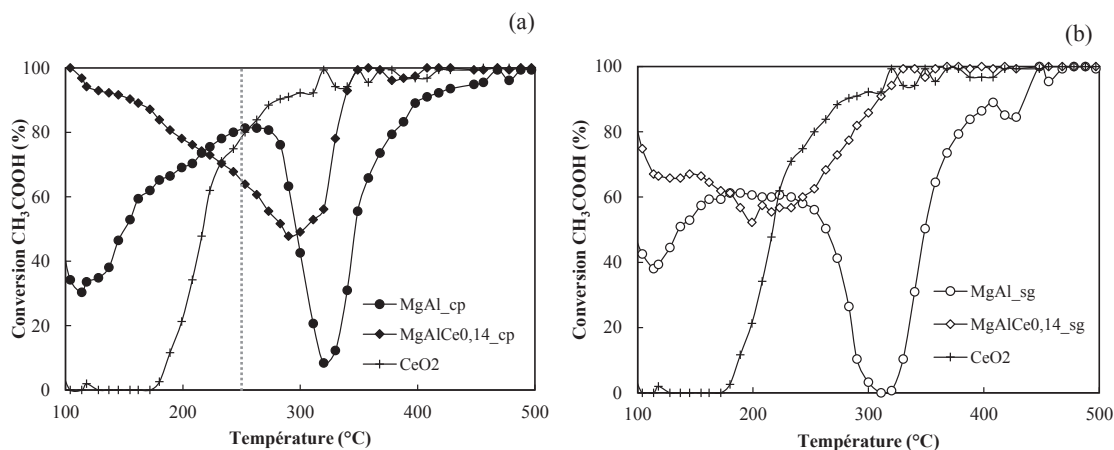 (a)
Conversion CH₃COOH (%)
100
80
60
40
20
0
MgAl_cp
MgAlCe0,14_cp
CeO2
100 200 300 400 500
Température (°C)
(b)
Conversion CH₃COOH (%)
100
80
60
40
20
0
MgAl_sg
MgAlCe0,14_sg
CeO2
100 200 300 400 500
Température (°C)